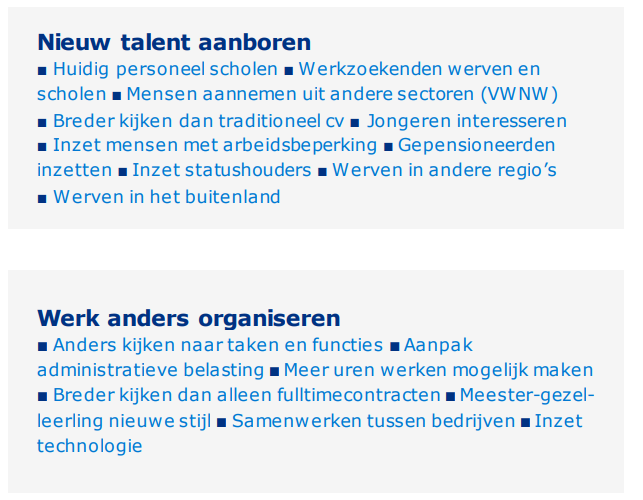 Nieuw talent aanboren
▪ Huidig personeel scholen ▪ Werkzoekenden werven en
scholen ▪ Mensen aannemen uit andere sectoren (VWNW)
▪ Breder kijken dan traditioneel cv ▪ Jongeren interesseren
▪ Inzet mensen met arbeidsbeperking ▪ Gepensioneerden
inzetten ▪ Inzet statushouders ▪ Werven in andere regio’s
▪ Werven in het buitenland
Werk anders organiseren
▪ Anders kijken naar taken en functies ▪ Aanpak
administratieve belasting ▪ Meer uren werken mogelijk maken
▪ Breder kijken dan alleen fulltimecontracten ▪ Meester-gezel-
leerling nieuwe stijl ▪ Samenwerken tussen bedrijven ▪ Inzet
technologie